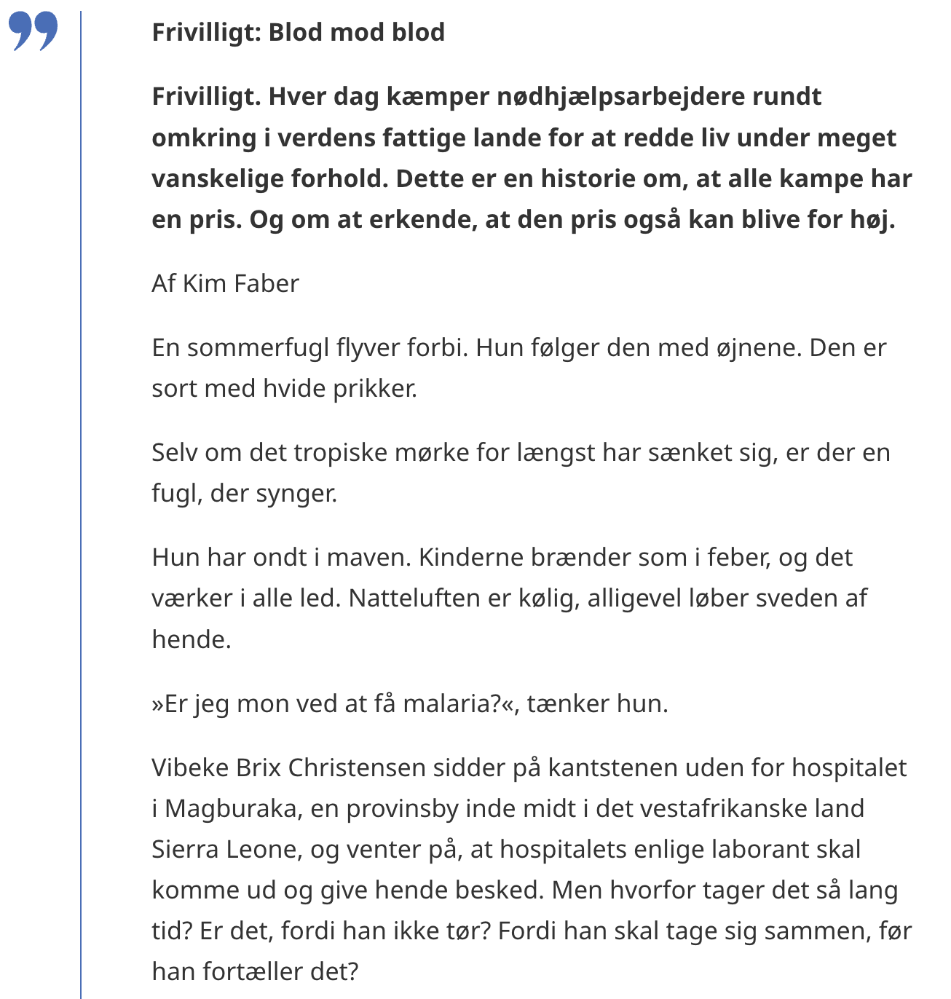 Frivilligt: Blod mod blod
Frivilligt. Hver dag kæmper nødhjælpsarbejdere rundt
omkring i verdens fattige lande for at redde liv under meget
vanskelige forhold. Dette er en historie om, at alle kampe har
en pris. Og om at erkende, at den pris også kan blive for høj.
Af Kim Faber
En sommerfugl flyver forbi. Hun følger den med øjnene. Den er
sort med hvide prikker.
Selv om det tropiske mørke for længst har sænket sig, er der en
fugl, der synger.
Hun har ondt i maven. Kinderne brænder som i feber, og det
værker i alle led. Natteluften er kølig, alligevel løber sveden af
hende.
»Er jeg mon ved at få malaria?«, tænker hun.
Vibeke Brix Christensen sidder på kantstenen uden for hospitalet
i Magburaka, en provinsby inde midt i det vestafrikanske land
Sierra Leone, og venter på, at hospitalets enlige laborant skal
komme ud og give hende besked. Men hvorfor tager det så lang
tid? Er det, fordi han ikke tør? Fordi han skal tage sig sammen, før
han fortæller det?